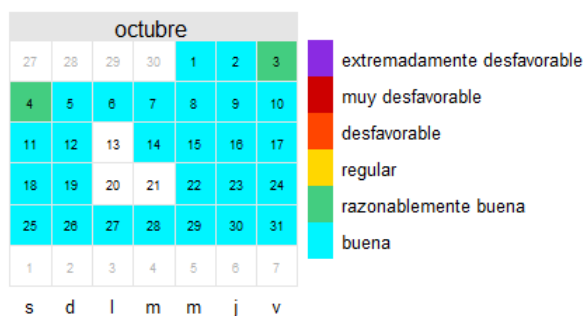 octubre
27 28 29 30 1 2 3
4 5 6 7 8 9 10
11 12 13 14 15 16 17
18 19 20 21 22 23 24
25 26 27 28 29 30 31
1 2 3 4 5 6 7
s d l m m j v
extremadamente desfavorable
muy desfavorable
desfavorable
regular
razonablemente buena
buena